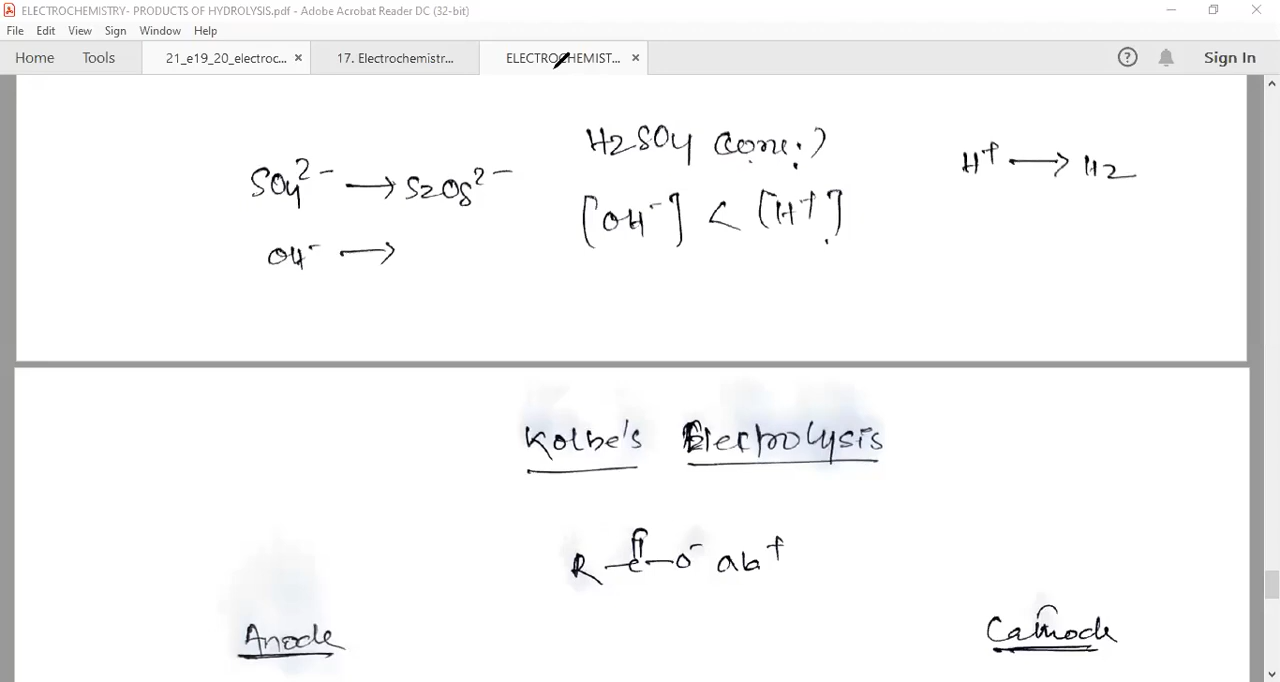 ELECTROCHEMISTRY- PRODUCTS OF HYDROLYSIS.pdf - Adobe Acrobat Reader DC (32-bit)
File Edit View Sign Window Help
Home Tools 21_e19_20_electroc... × 17. Electrochemistr... ELECTROCHEMIST... × ? Sign In
H2SO4 (conc.)
H+ → H2
SO4 2- → S2O8 2-
[OH-] < [H+]
OH- →
Kolbe's Electrolysis
R-C-O-
Anode Cathode